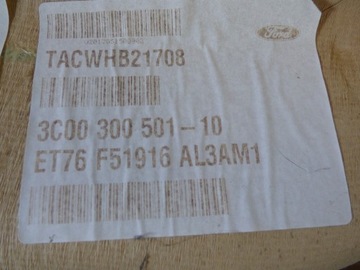 TACWHB21708
Ford
3C00 300 501-10
ET76 F51916 AL3AM1